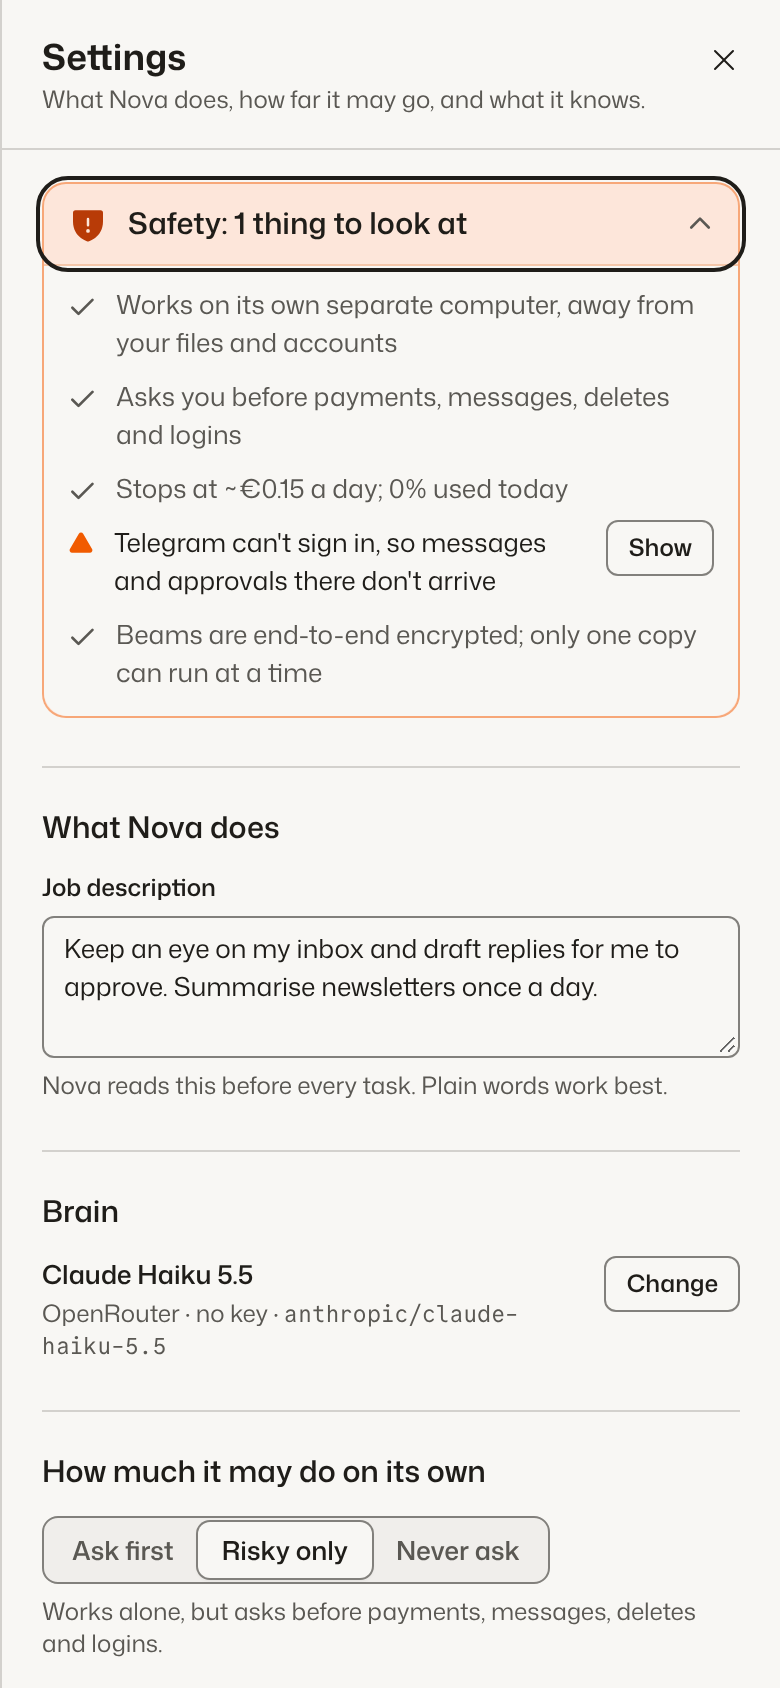 Settings
What Nova does, how far it may go, and what it knows.
Safety: 1 thing to look at
Works on its own separate computer, away from
your files and accounts
Asks you before payments, messages, deletes
and logins
Stops at ~€0.15 a day; 0% used today
Telegram can't sign in, so messages
and approvals there don't arrive
Show
Beams are end-to-end encrypted; only one copy
can run at a time
What Nova does
Job description
Keep an eye on my inbox and draft replies for me to
approve. Summarise newsletters once a day.
Nova reads this before every task. Plain words work best.
Brain
Claude Haiku 5.5
Change
OpenRouter · no key · anthropic/claude-
haiku-5.5
How much it may do on its own
Ask first Risky only Never ask
Works alone, but asks before payments, messages, deletes
and logins.